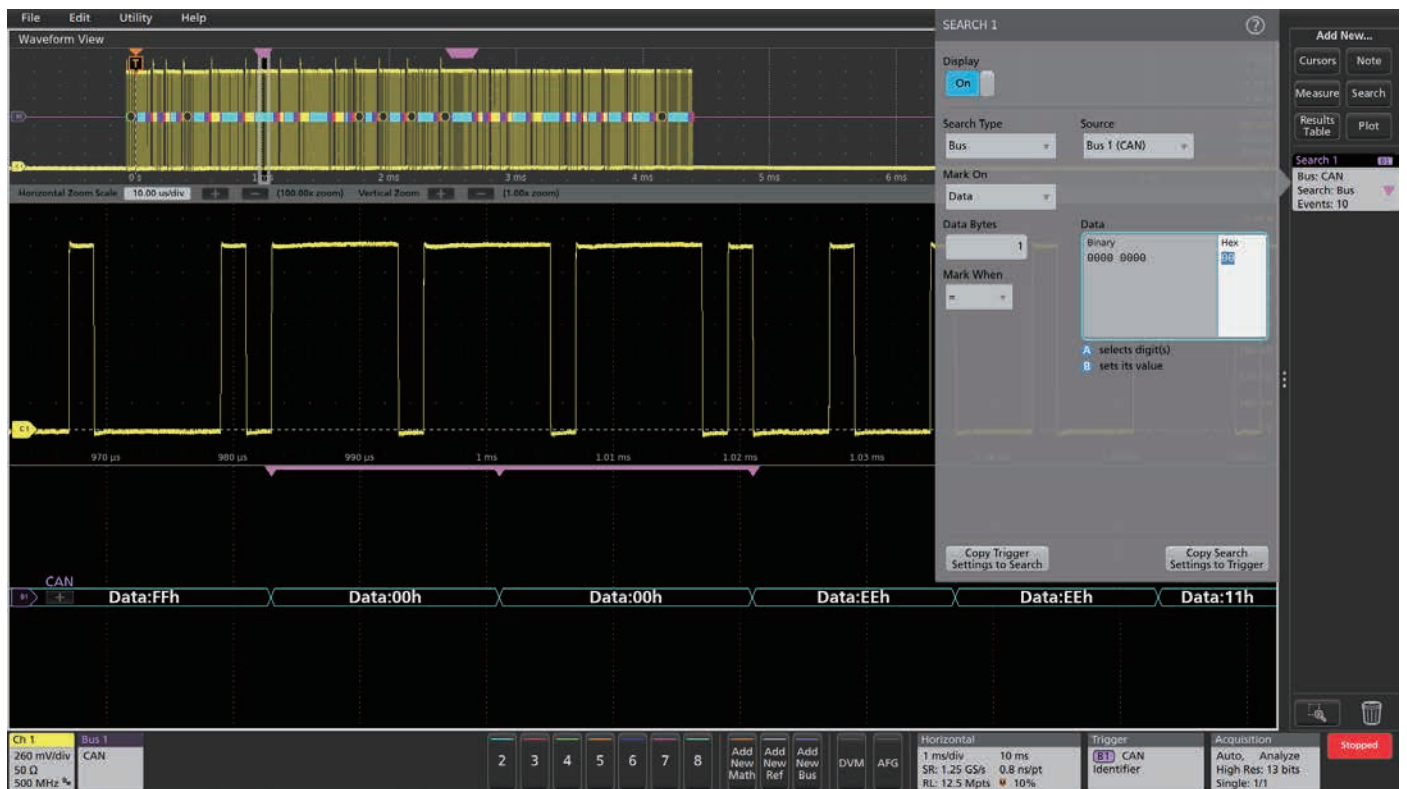 File Edit Utility Help
Waveform View
T
0 s 2 ms 3 ms 4 ms 5 ms 6 ms
Horizontal Zoom Scale 10.00 us/div + − (100.00x zoom) Vertical Zoom + − (1.00x zoom)
C1
970 µs 980 µs 990 µs 1 ms 1.01 ms 1.02 ms 1.03 ms
CAN
B1 + Data:FFh Data:00h Data:00h Data:EEh Data:EEh Data:11h
SEARCH 1 ?
Display
On
Search Type Source
Bus Bus 1 (CAN)
Mark On
Data
Data Bytes Data
1 Binary Hex
0000 0000 00
Mark When
=
A selects digit(s)
B sets its value
Copy Trigger
Settings to Search
Copy Search
Settings to Trigger
Add New...
Cursors Note
Measure Search
Results
Table
Plot
Search 1 B1
Bus: CAN
Search: Bus
Events: 10
Ch 1
260 mV/div
50 Ω
500 MHz
Bus 1
CAN
2 3 4 5 6 7 8
Add
New
Math
Add
New
Ref
Add
New
Bus
DVM AFG
Horizontal
1 ms/div 10 ms
SR: 1.25 GS/s 0.8 ns/pt
RL: 12.5 Mpts 10%
Trigger
B1 CAN
Identifier
Acquisition
Auto, Analyze
High Res: 13 bits
Single: 1/1
Stopped